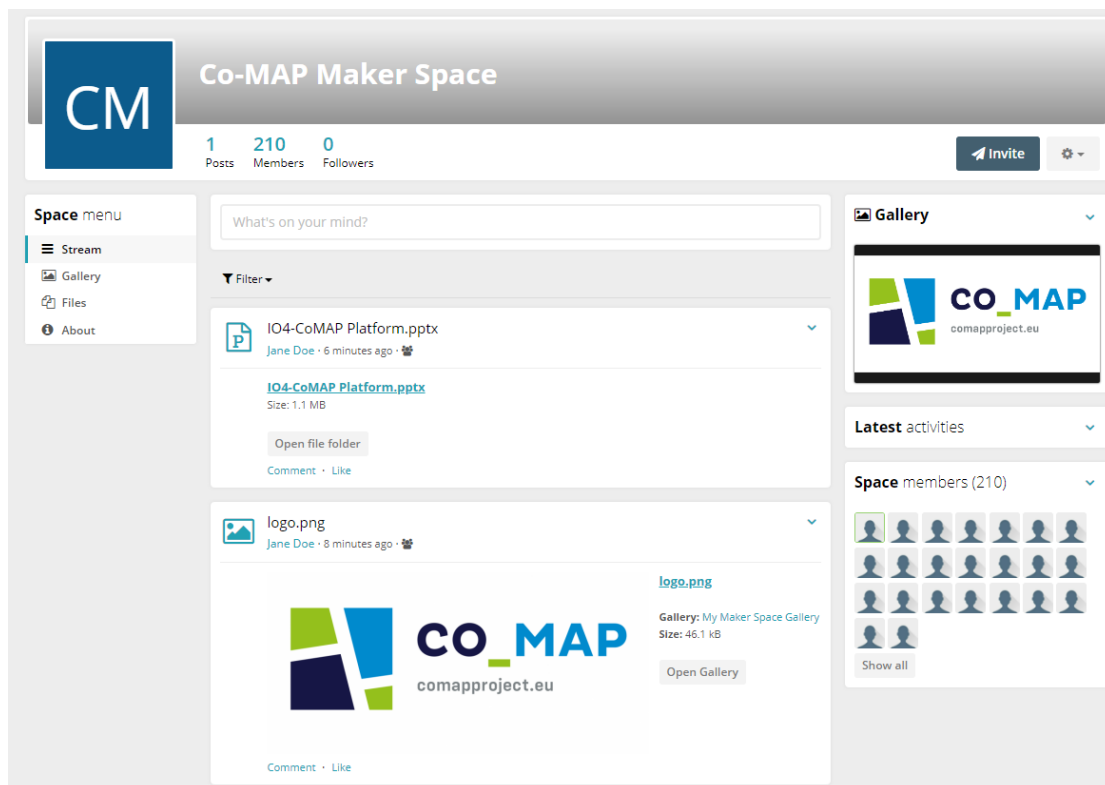 CM
Co-MAP Maker Space
1 210 0
Posts Members Followers
Invite
Space menu
Stream
Gallery
Files
About
What's on your mind?
Filter
IO4-CoMAP Platform.pptx
Jane Doe · 6 minutes ago ·
IO4-CoMAP Platform.pptx
Size: 1.1 MB
Open file folder
Comment · Like
logo.png
Jane Doe · 8 minutes ago ·
CO_MAP
comapproject.eu
logo.png
Gallery: My Maker Space Gallery
Size: 46.1 kB
Open Gallery
Comment · Like
Gallery
CO_MAP
comapproject.eu
Latest activities
Space members (210)
Show all